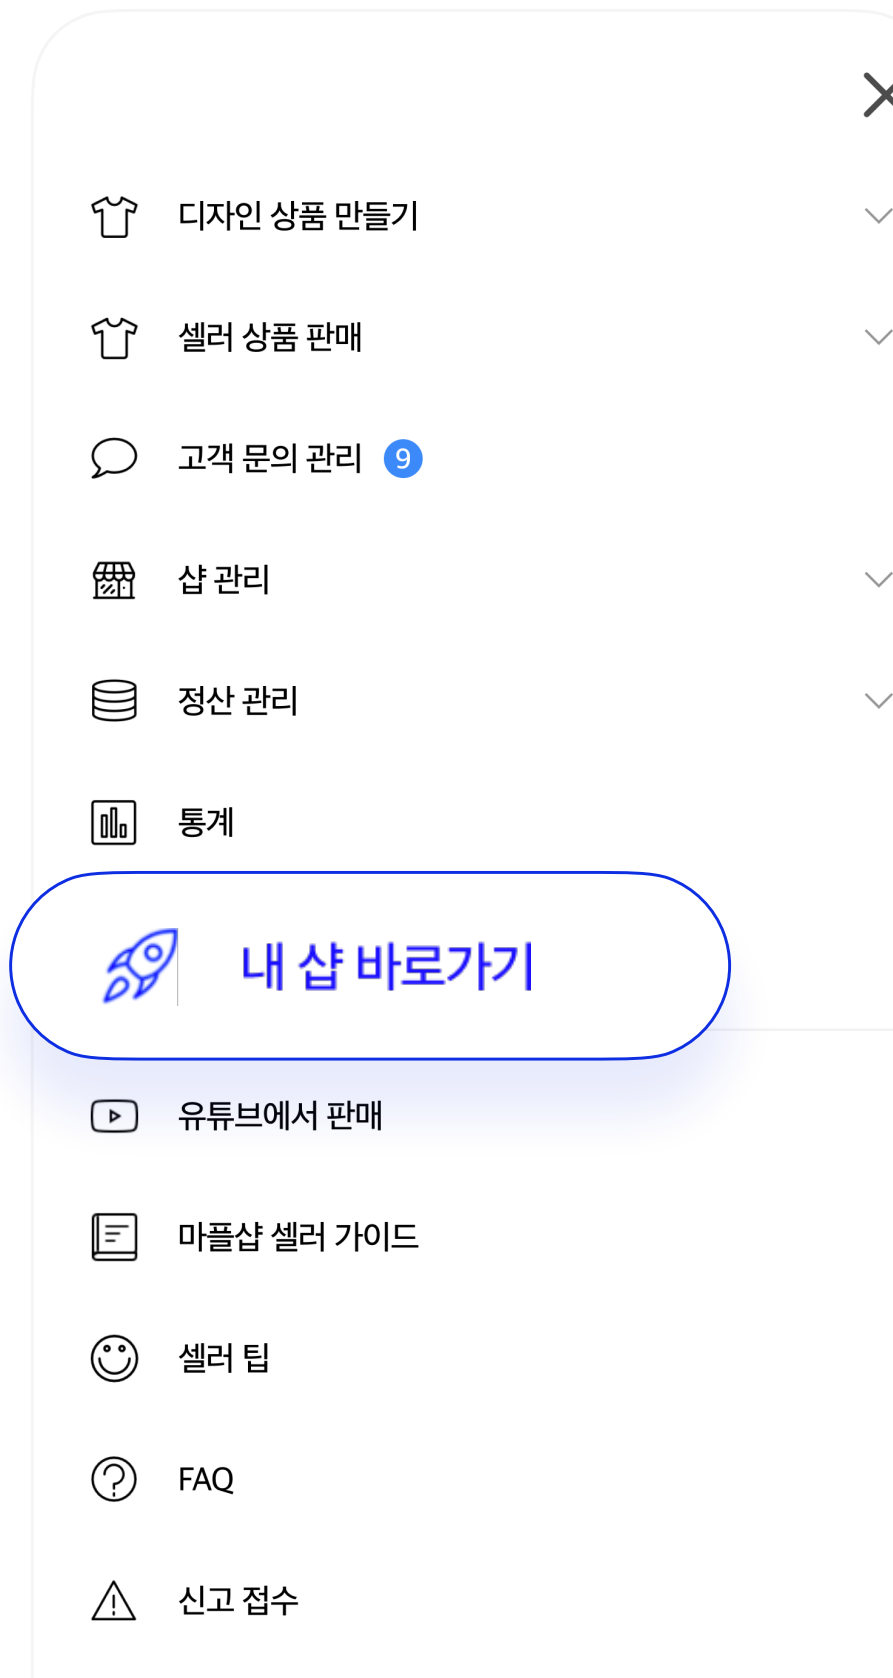 디자인 상품 만들기
셀러 상품 판매
고객 문의 관리 9
샵 관리
정산 관리
통계
내 샵 바로가기
유튜브에서 판매
마플샵 셀러 가이드
셀러 팁
FAQ
신고 접수